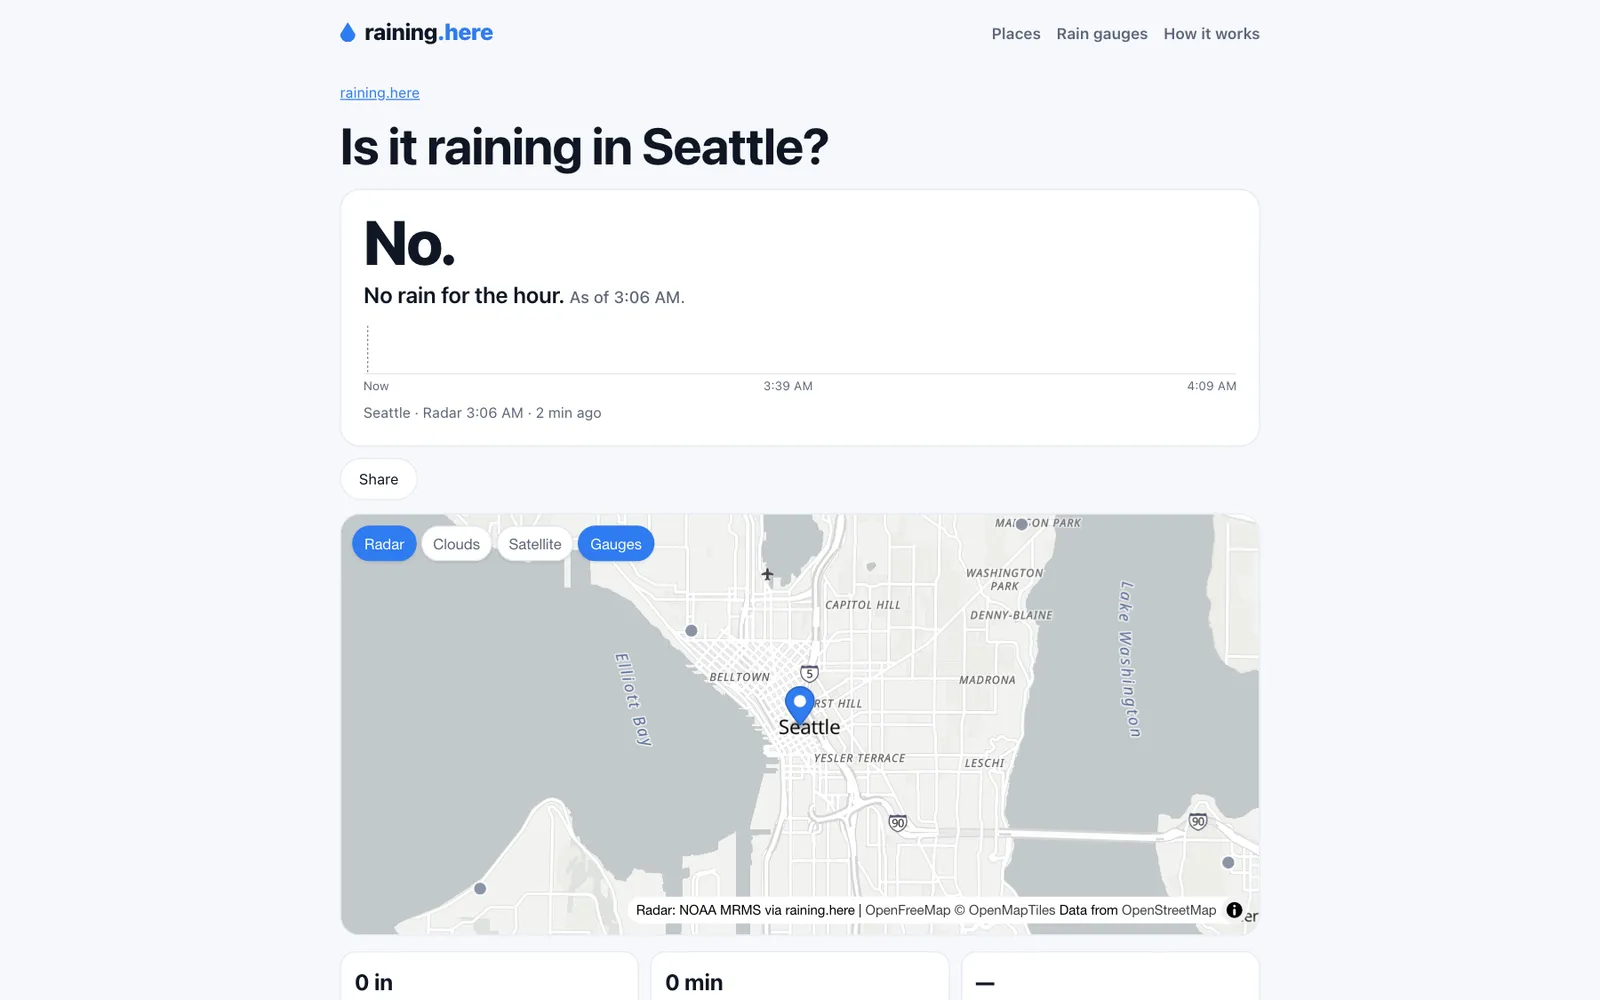 raining.here
Places Rain gauges How it works
raining.here
Is it raining in Seattle?
No.
No rain for the hour. As of 3:06 AM.
Now 3:39 AM 4:09 AM
Seattle · Radar 3:06 AM · 2 min ago
Share
Radar Clouds Satellite Gauges
PARK
WASHINGTON
PARK
CAPITOL HILL
DENNY-BLAINE
Lake Washington
Elliott Bay
5
BELLTOWN
MADRONA
HILL
Seattle
YESLER TERRACE
LESCHI
90
90
Radar: NOAA MRMS via raining.here | OpenFreeMap © OpenMapTiles Data from OpenStreetMap
0 in
0 min
—